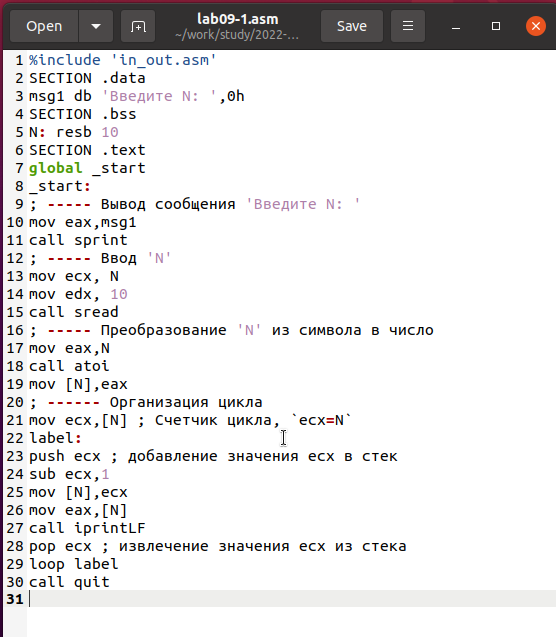 Open
lab09-1.asm
~/work/study/2022-...
Save
1 %include 'in_out.asm'
2 SECTION .data
3 msg1 db 'Введите N: ',0h
4 SECTION .bss
5 N: resb 10
6 SECTION .text
7 global _start
8 _start:
9 ; ----- Вывод сообщения 'Введите N: '
10 mov eax,msg1
11 call sprint
12 ; ----- Ввод 'N'
13 mov ecx, N
14 mov edx, 10
15 call sread
16 ; ----- Преобразование 'N' из символа в число
17 mov eax,N
18 call atoi
19 mov [N],eax
20 ; ------ Организация цикла
21 mov ecx,[N] ; Счетчик цикла, `ecx=N`
22 label:
23 push ecx ; добавление значения ecx в стек
24 sub ecx,1
25 mov [N],ecx
26 mov eax,[N]
27 call iprintLF
28 pop ecx ; извлечение значения ecx из стека
29 loop label
30 call quit
31